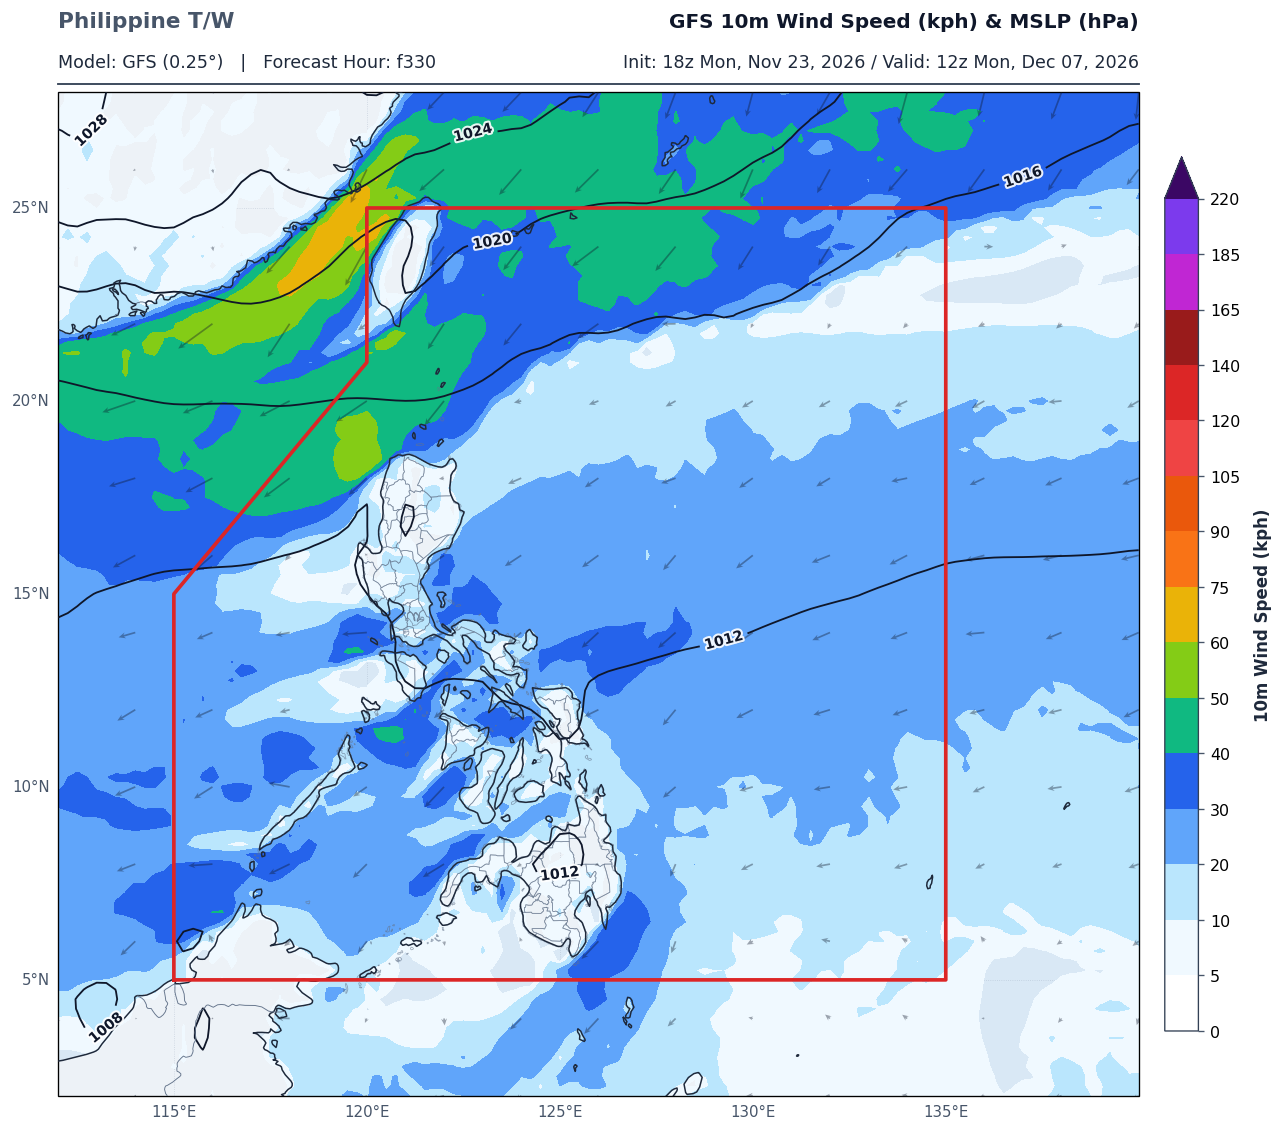 Philippine T/W
GFS 10m Wind Speed (kph) & MSLP (hPa)
Model: GFS (0.25°) | Forecast Hour: f330
Init: 18z Mon, Nov 23, 2026 / Valid: 12z Mon, Dec 07, 2026
1028
1024
1016
1020
1012
1012
1008
25°N
20°N
15°N
10°N
5°N
115°E
120°E
125°E
130°E
135°E
220
185
165
140
120
105
90
75
60
50
40
30
20
10
5
0
10m Wind Speed (kph)